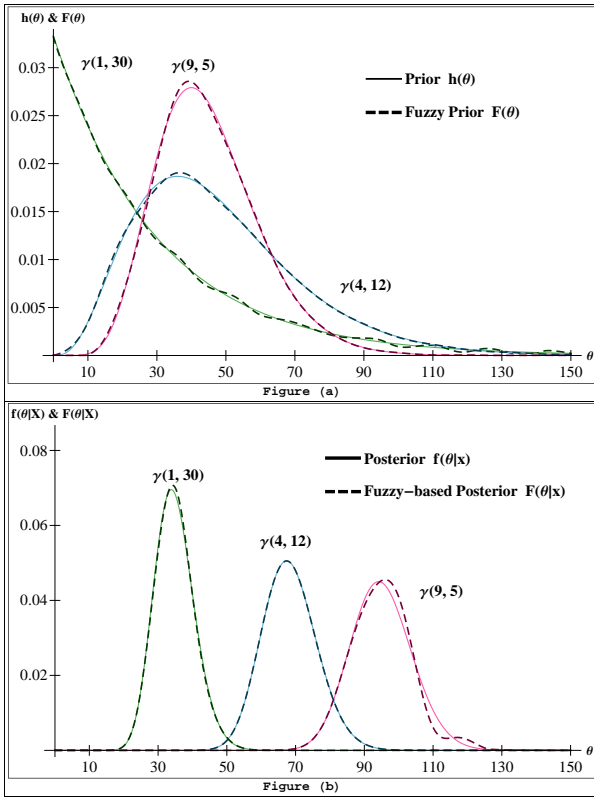 h(θ) & F(θ)
0.03
0.025
0.02
0.015
0.01
0.005
γ(1, 30)
γ(9, 5)
γ(4, 12)
Prior h(θ)
Fuzzy Prior F(θ)
10 30 50 70 90 110 130 150 θ
Figure (a)
f(θ|X) & F(θ|X)
0.08
0.06
0.04
0.02
γ(1, 30)
γ(4, 12)
γ(9, 5)
Posterior f(θ|x)
Fuzzy−based Posterior F(θ|x)
10 30 50 70 90 110 130 150 θ
Figure (b)